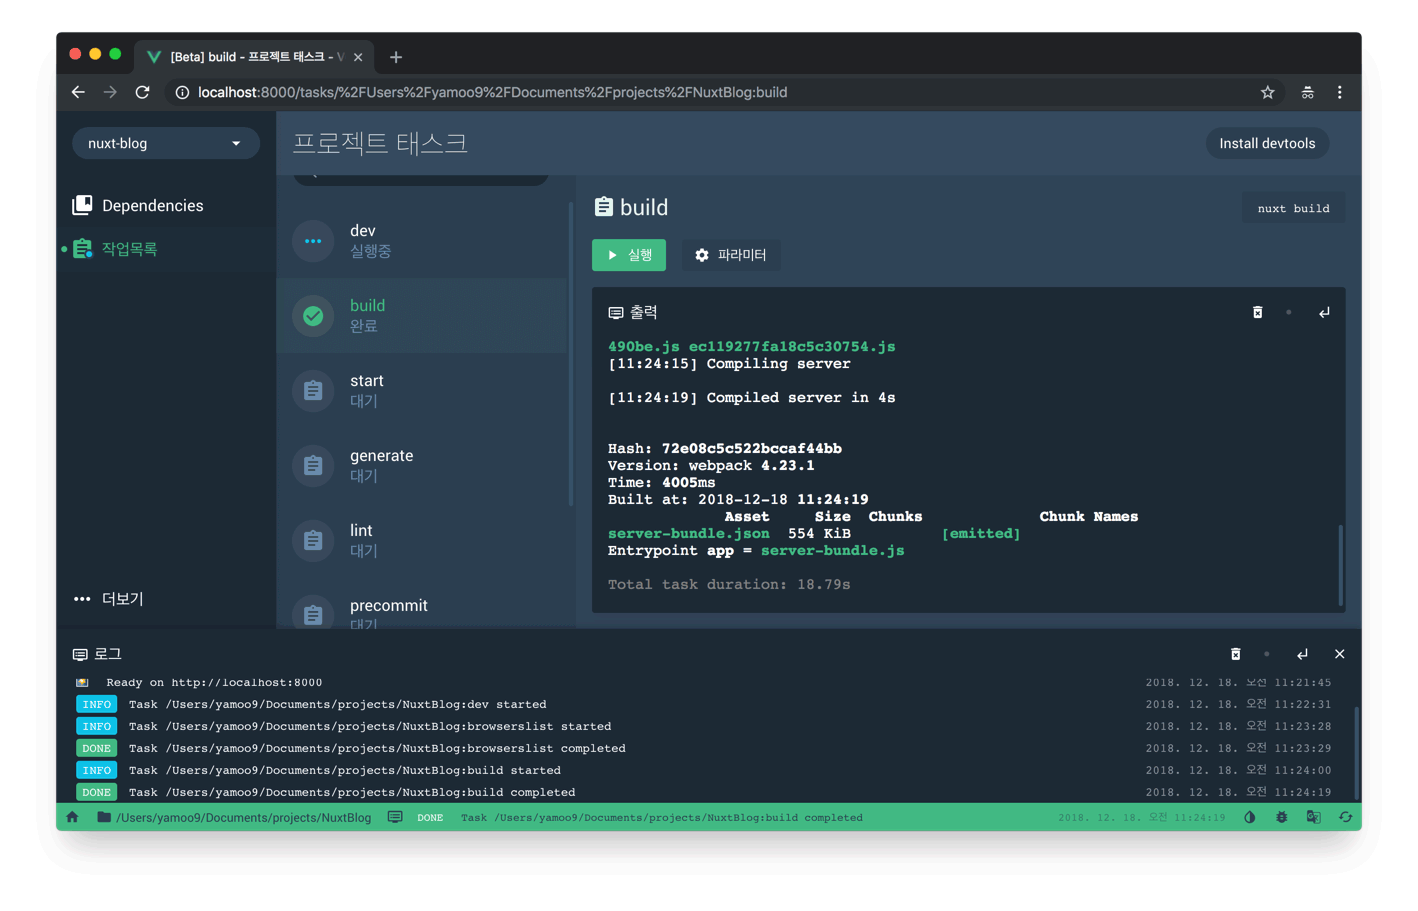 [Beta] build - 프로젝트 태스크 - V
localhost:8000/tasks/%2FUsers%2Fyamoo9%2FDocuments%2Fprojects%2FNuxtBlog:build
nuxt-blog
프로젝트 태스크
Install devtools
Dependencies
작업목록
더보기
dev
실행중
build
완료
start
대기
generate
대기
lint
대기
precommit
대기
build
nuxt build
실행
파라미터
출력
490be.js ec119277fa18c5c30754.js
[11:24:15] Compiling server
[11:24:19] Compiled server in 4s
Hash: 72e08c5c522bccaf44bb
Version: webpack 4.23.1
Time: 4005ms
Built at: 2018-12-18 11:24:19
Asset Size Chunks Chunk Names
server-bundle.json 554 KiB [emitted]
Entrypoint app = server-bundle.js
Total task duration: 18.79s
로그
Ready on http://localhost:8000 2018. 12. 18. 오전 11:21:45
INFO Task /Users/yamoo9/Documents/projects/NuxtBlog:dev started 2018. 12. 18. 오전 11:22:31
INFO Task /Users/yamoo9/Documents/projects/NuxtBlog:browserslist started 2018. 12. 18. 오전 11:23:28
DONE Task /Users/yamoo9/Documents/projects/NuxtBlog:browserslist completed 2018. 12. 18. 오전 11:23:29
INFO Task /Users/yamoo9/Documents/projects/NuxtBlog:build started 2018. 12. 18. 오전 11:24:00
DONE Task /Users/yamoo9/Documents/projects/NuxtBlog:build completed 2018. 12. 18. 오전 11:24:19
/Users/yamoo9/Documents/projects/NuxtBlog DONE Task /Users/yamoo9/Documents/projects/NuxtBlog:build completed 2018. 12. 18. 오전 11:24:19